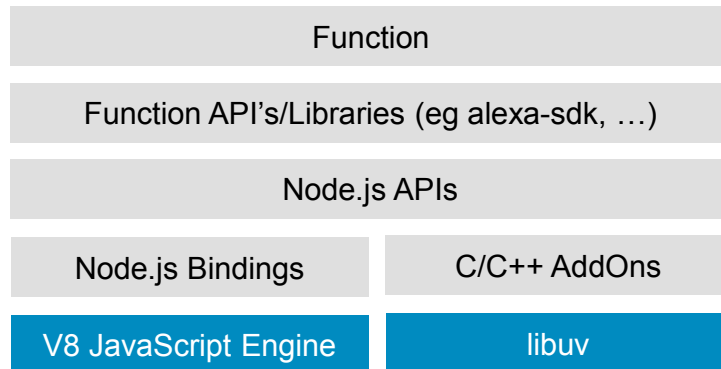 Function
Function API's/Libraries (eg alexa-sdk, …)
Node.js APIs
Node.js Bindings
C/C++ AddOns
V8 JavaScript Engine
libuv